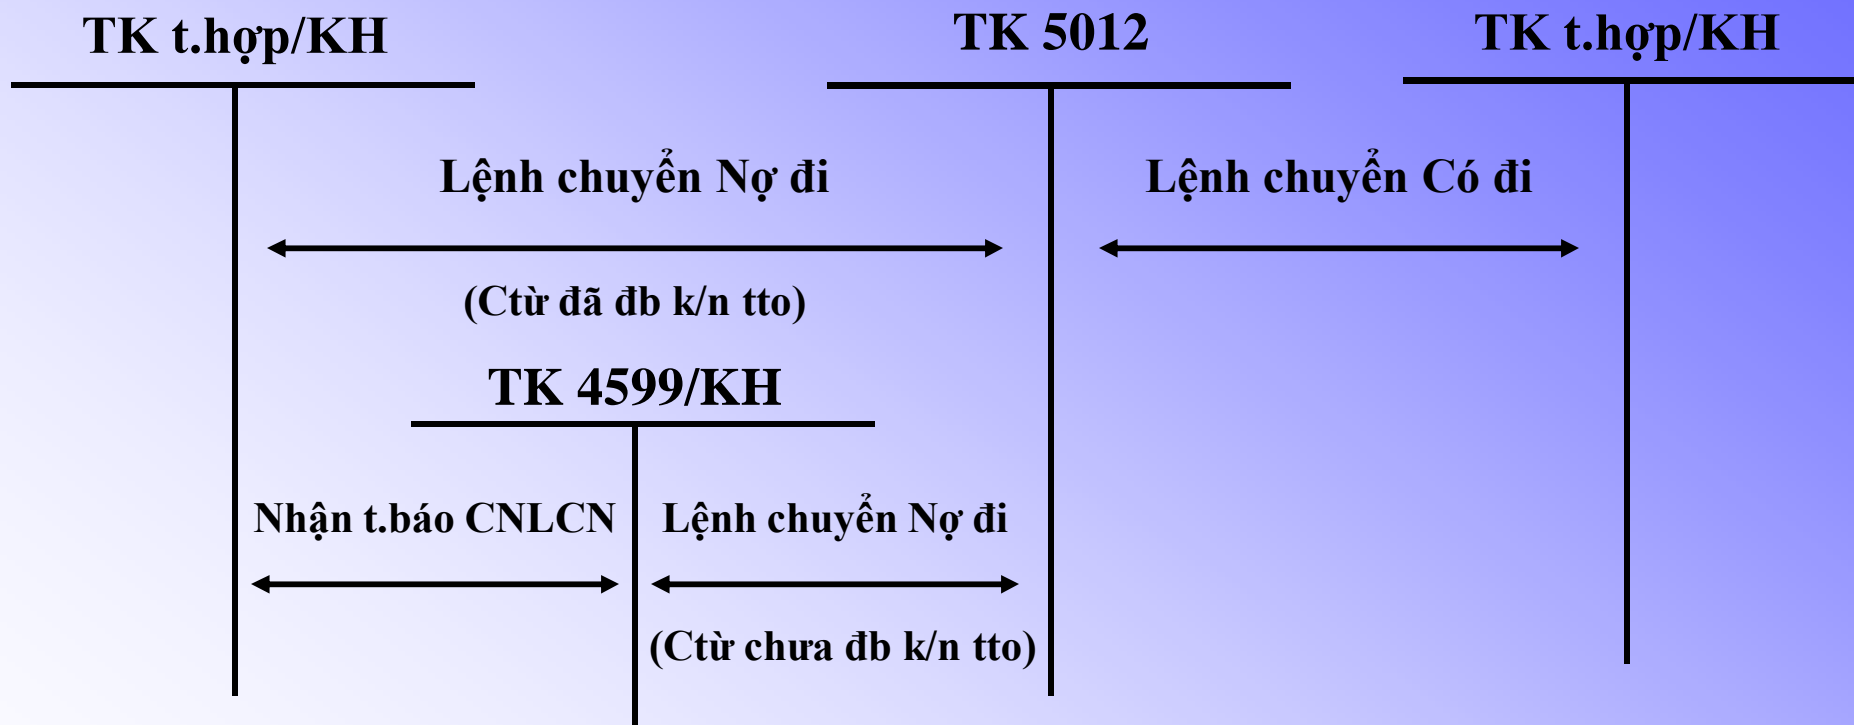 TK t.hợp/KH
TK 5012
TK t.hợp/KH
Lệnh chuyển Nợ đi
Lệnh chuyển Có đi
(Ctừ đã đb k/n tto)
TK 4599/KH
Nhận t.báo CNLCN
Lệnh chuyển Nợ đi
(Ctừ chưa đb k/n tto)